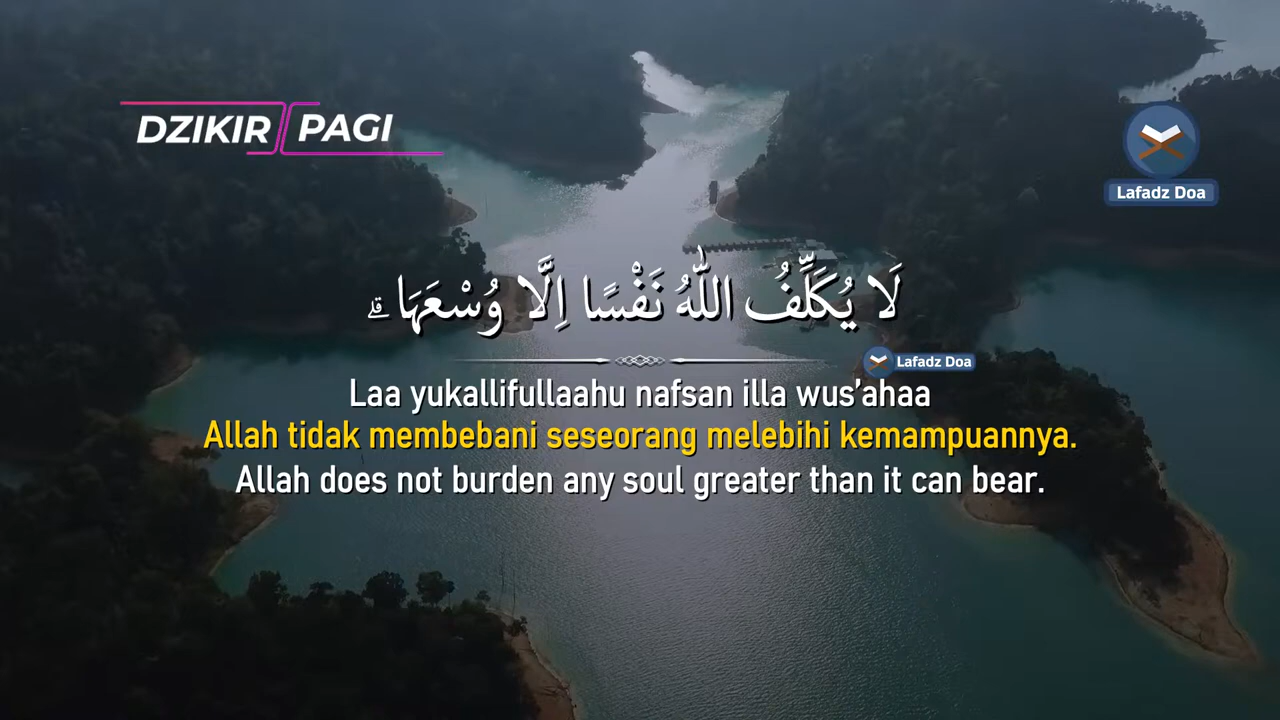 DZIKIR PAGI
Lafadz Doa
لَا يُكَلِّفُ اللّٰهُ نَفْسًا اِلَّا وُسْعَهَا ۗ
Lafadz Doa
Laa yukallifullaahu nafsan illa wus’ahaa
Allah tidak membebani seseorang melebihi kemampuannya.
Allah does not burden any soul greater than it can bear.